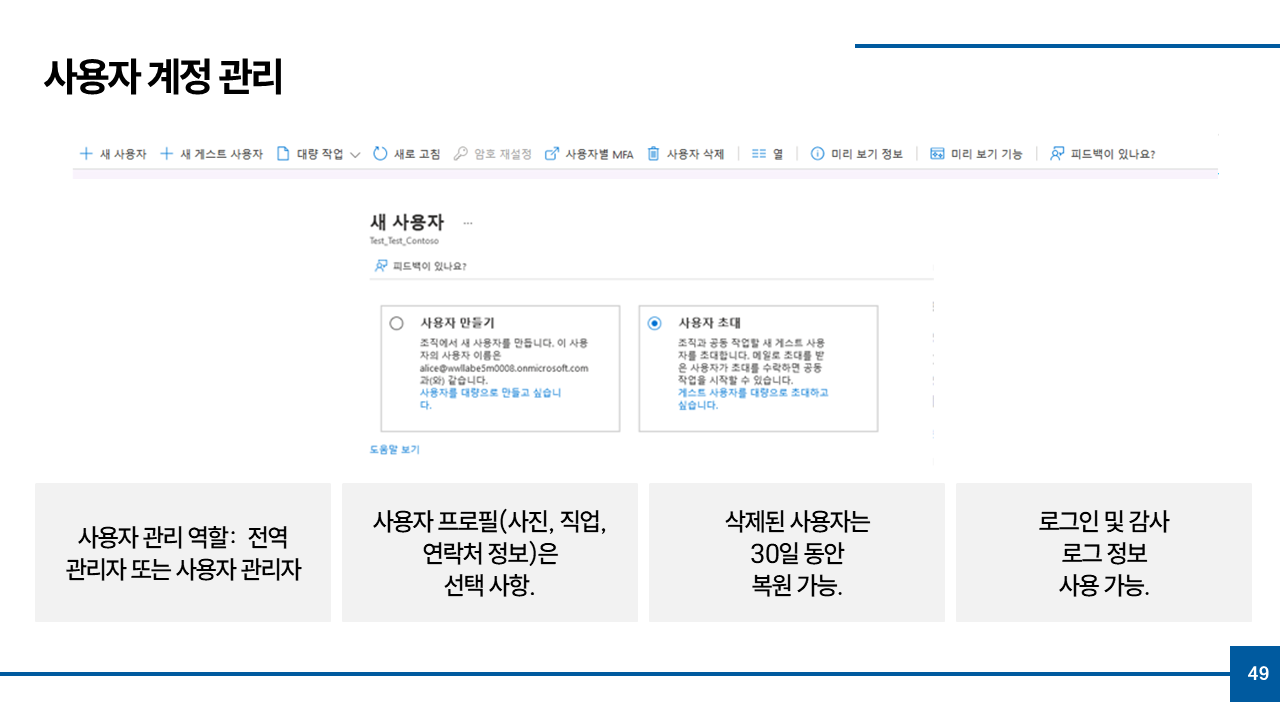 사용자 계정 관리
새 사용자 새 게스트 사용자 대량 작업 새로 고침 암호 재설정 사용자별 MFA 사용자 삭제 열 미리 보기 정보 미리 보기 기능 피드백이 있나요?
새 사용자 ...
Test_Test_Contoso
피드백이 있나요?
사용자 만들기
조직에서 새 사용자를 만듭니다. 이 사용
자의 사용자 이름은
alice@wwllabe5m0008.onmicrosoft.com
과(와) 같습니다.
사용자를 대량으로 만들고 싶습니
다.
사용자 초대
조직과 공동 작업할 새 게스트 사용
자를 초대합니다. 메일로 초대를 받
은 사용자가 초대를 수락하면 공동
작업을 시작할 수 있습니다.
게스트 사용자를 대량으로 초대하고
싶습니다.
도움말 보기
사용자 관리 역할: 전역
관리자 또는 사용자 관리자
사용자 프로필(사진, 직업,
연락처 정보)은
선택 사항.
삭제된 사용자는
30일 동안
복원 가능.
로그인 및 감사
로그 정보
사용 가능.
49